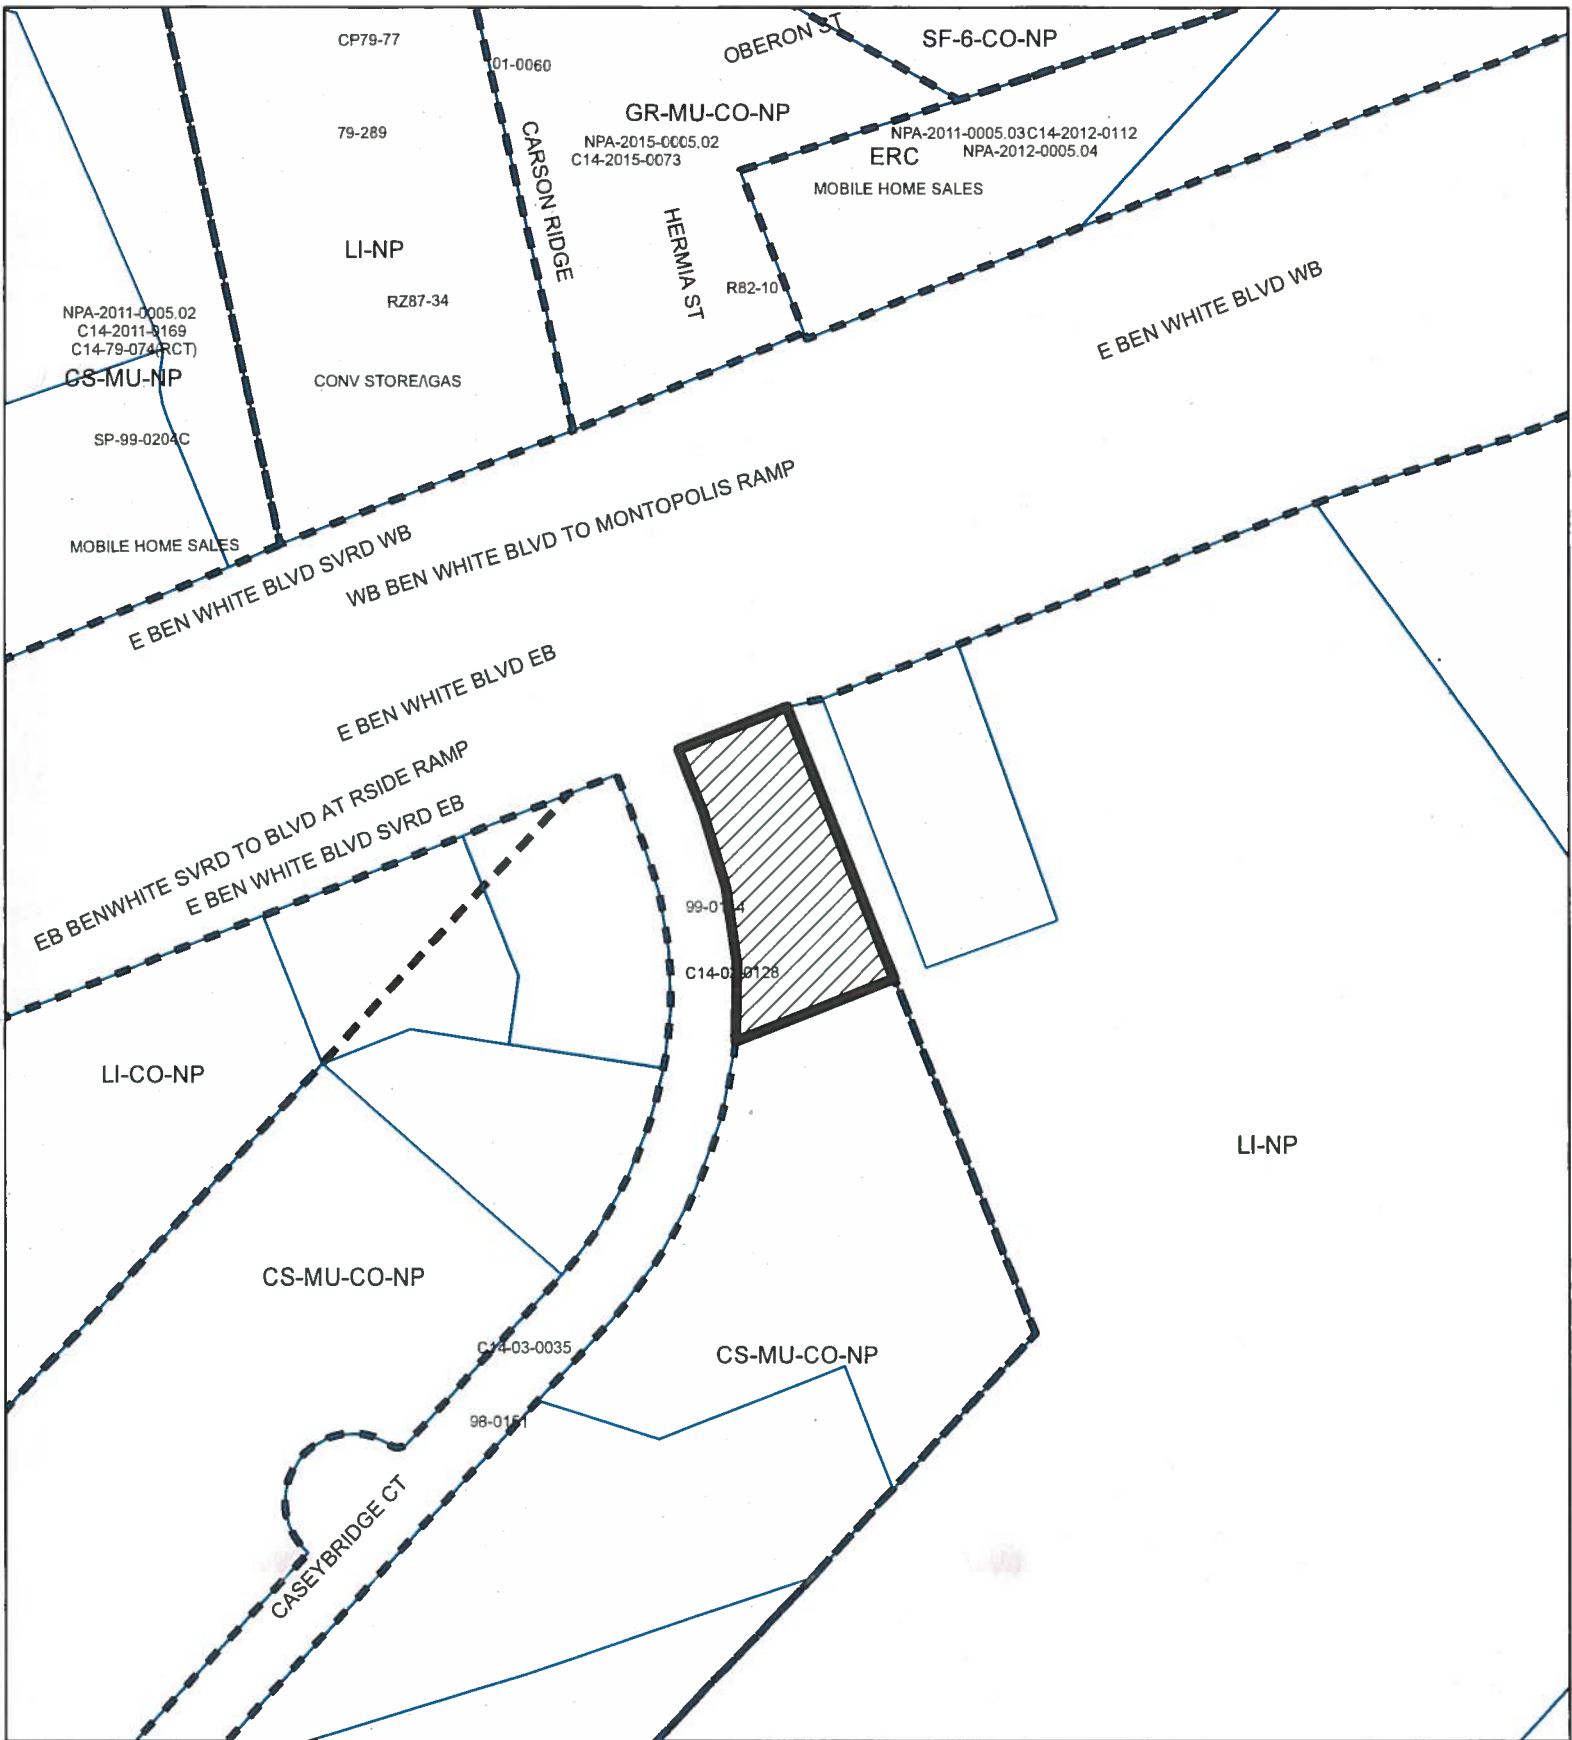 CP79-77
01-0060
OBERON ST
SF-6-CO-NP
79-289
GR-MU-CO-NP
NPA-2015-0005.02
C14-2015-0073
CARSON RIDGE
NPA-2011-0005.03 C14-2012-0112
ERC
NPA-2012-0005.04
MOBILE HOME SALES
HERMIA ST
LI-NP
RZ87-34
R82-10
NPA-2011-0005.02
C14-2011-0169
C14-79-074(RCT)
CS-MU-NP
CONV STORE/\GAS
SP-99-0204C
MOBILE HOME SALES
E BEN WHITE BLVD WB
E BEN WHITE BLVD SVRD WB
WB BEN WHITE BLVD TO MONTOPOLIS RAMP
E BEN WHITE BLVD EB
EB BENWHITE SVRD TO BLVD AT RSIDE RAMP
E BEN WHITE BLVD SVRD EB
LI-CO-NP
LI-NP
CS-MU-CO-NP
C14-03-0035
CS-MU-CO-NP
98-0151
CASEYBRIDGE CT